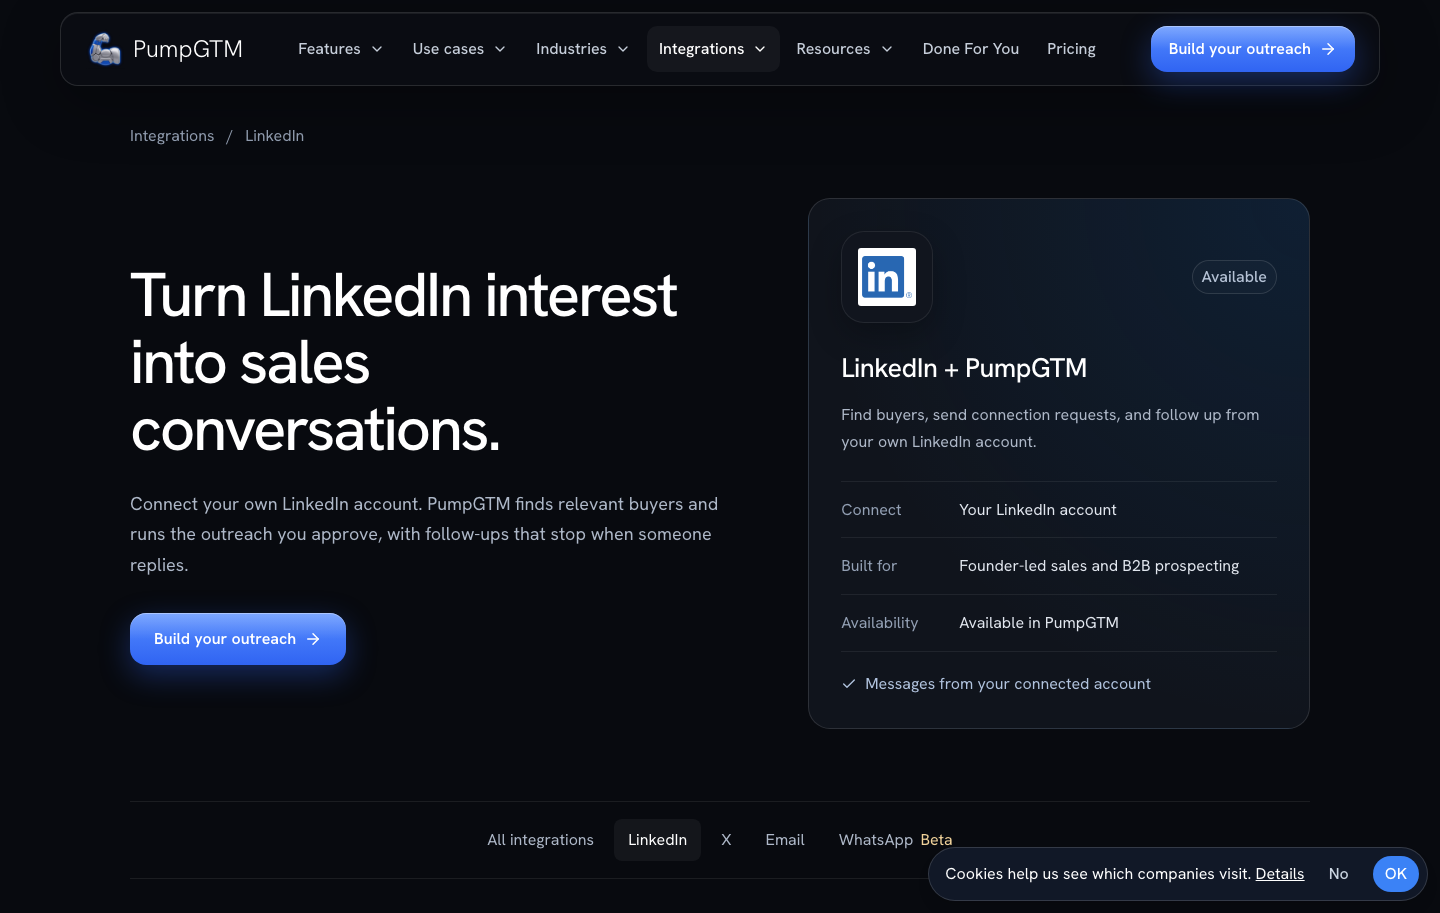 PumpGTM
Features
Use cases
Industries
Integrations
Resources
Done For You
Pricing
Build your outreach
Integrations / LinkedIn
Turn LinkedIn interest
into sales
conversations.
Connect your own LinkedIn account. PumpGTM finds relevant buyers and
runs the outreach you approve, with follow-ups that stop when someone
replies.
Build your outreach
in
®
Available
LinkedIn + PumpGTM
Find buyers, send connection requests, and follow up from
your own LinkedIn account.
Connect Your LinkedIn account
Built for Founder-led sales and B2B prospecting
Availability Available in PumpGTM
Messages from your connected account
All integrations
LinkedIn
X
Email
WhatsApp Beta
Cookies help us see which companies visit. Details
No
OK